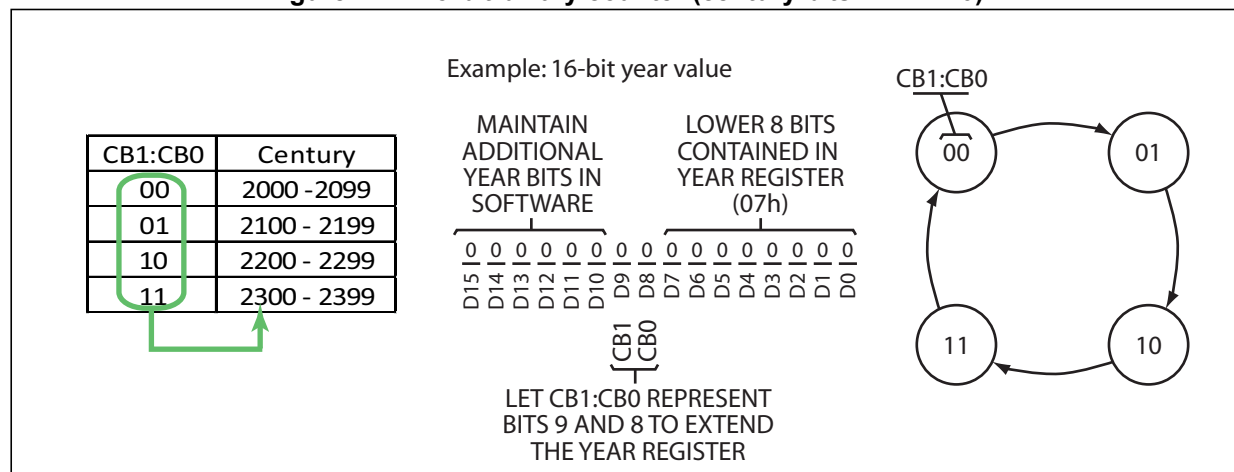 Example: 16-bit year value
CB1:CB0 Century
00 2000 -2099
01 2100 - 2199
10 2200 - 2299
11 2300 - 2399
MAINTAIN
ADDITIONAL
YEAR BITS IN
SOFTWARE
LOWER 8 BITS
CONTAINED IN
YEAR REGISTER
(07h)
0 0 0 0 0 0 0 0 0 0 0 0 0 0 0 0
D15 D14 D13 D12 D11 D10 D9 D8 D7 D6 D5 D4 D3 D2 D1 D0
CB1 CB0
LET CB1:CB0 REPRESENT
BITS 9 AND 8 TO EXTEND
THE YEAR REGISTER
CB1:CB0
00
01
11
10